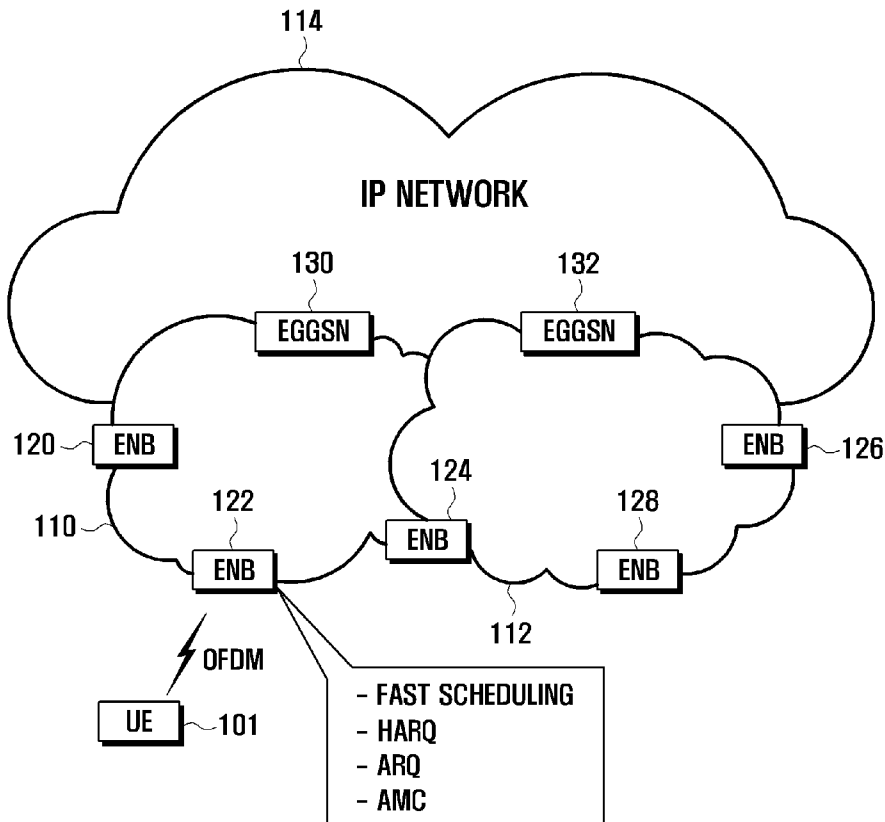 114
IP NETWORK
130
132
EGGSN
EGGSN
120
ENB
ENB
126
124
110
122
128
ENB
ENB
ENB
112
OFDM
UE
101
- FAST SCHEDULING
- HARQ
- ARQ
- AMC